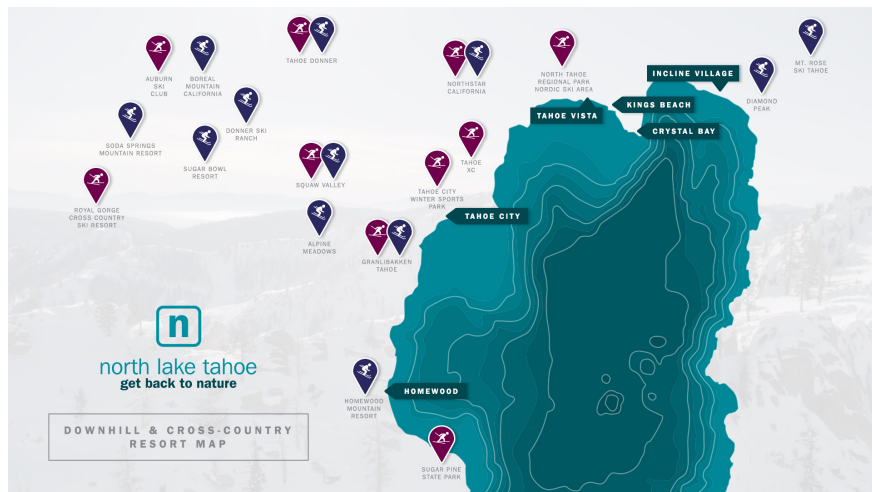 TAHOE DONNER
AUBURN
SKI
CLUB
BOREAL
MOUNTAIN
CALIFORNIA
NORTHSTAR
CALIFORNIA
NORTH TAHOE
REGIONAL PARK
NORDIC SKI AREA
MT. ROSE
SKI TAHOE
INCLINE VILLAGE
DIAMOND
PEAK
KINGS BEACH
TAHOE VISTA
CRYSTAL BAY
DONNER SKI
RANCH
SODA SPRINGS
MOUNTAIN RESORT
SUGAR BOWL
RESORT
TAHOE
XC
SQUAW VALLEY
TAHOE CITY
WINTER SPORTS
PARK
ROYAL GORGE
CROSS COUNTRY
SKI RESORT
TAHOE CITY
ALPINE
MEADOWS
GRANLIBAKKEN
TAHOE
n
north lake tahoe
get back to nature
HOMEWOOD
HOMEWOOD
MOUNTAIN
RESORT
DOWNHILL & CROSS-COUNTRY
RESORT MAP
SUGAR PINE
STATE PARK